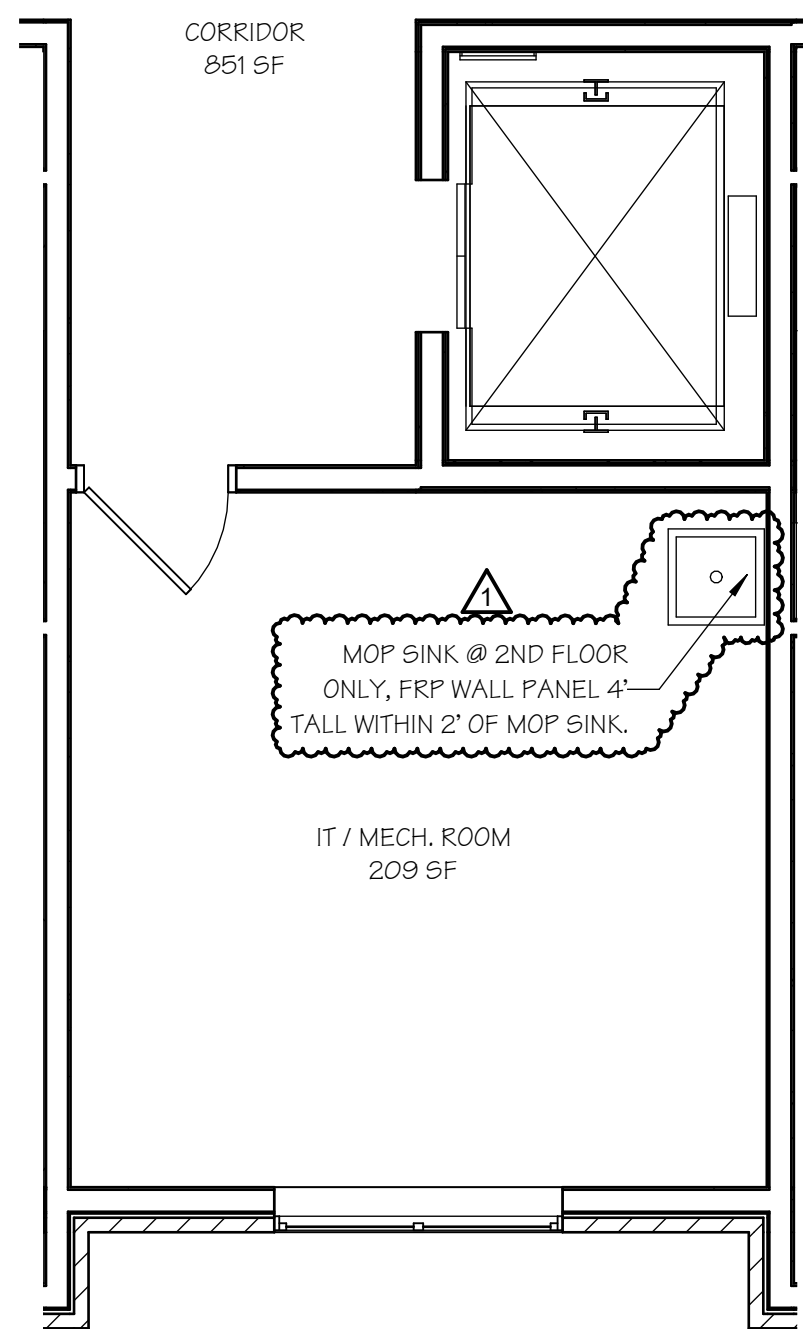 CORRIDOR
851 SF
1
MOP SINK @ 2ND FLOOR
ONLY, FRP WALL PANEL 4'
TALL WITHIN 2' OF MOP SINK.
IT / MECH. ROOM
209 SF